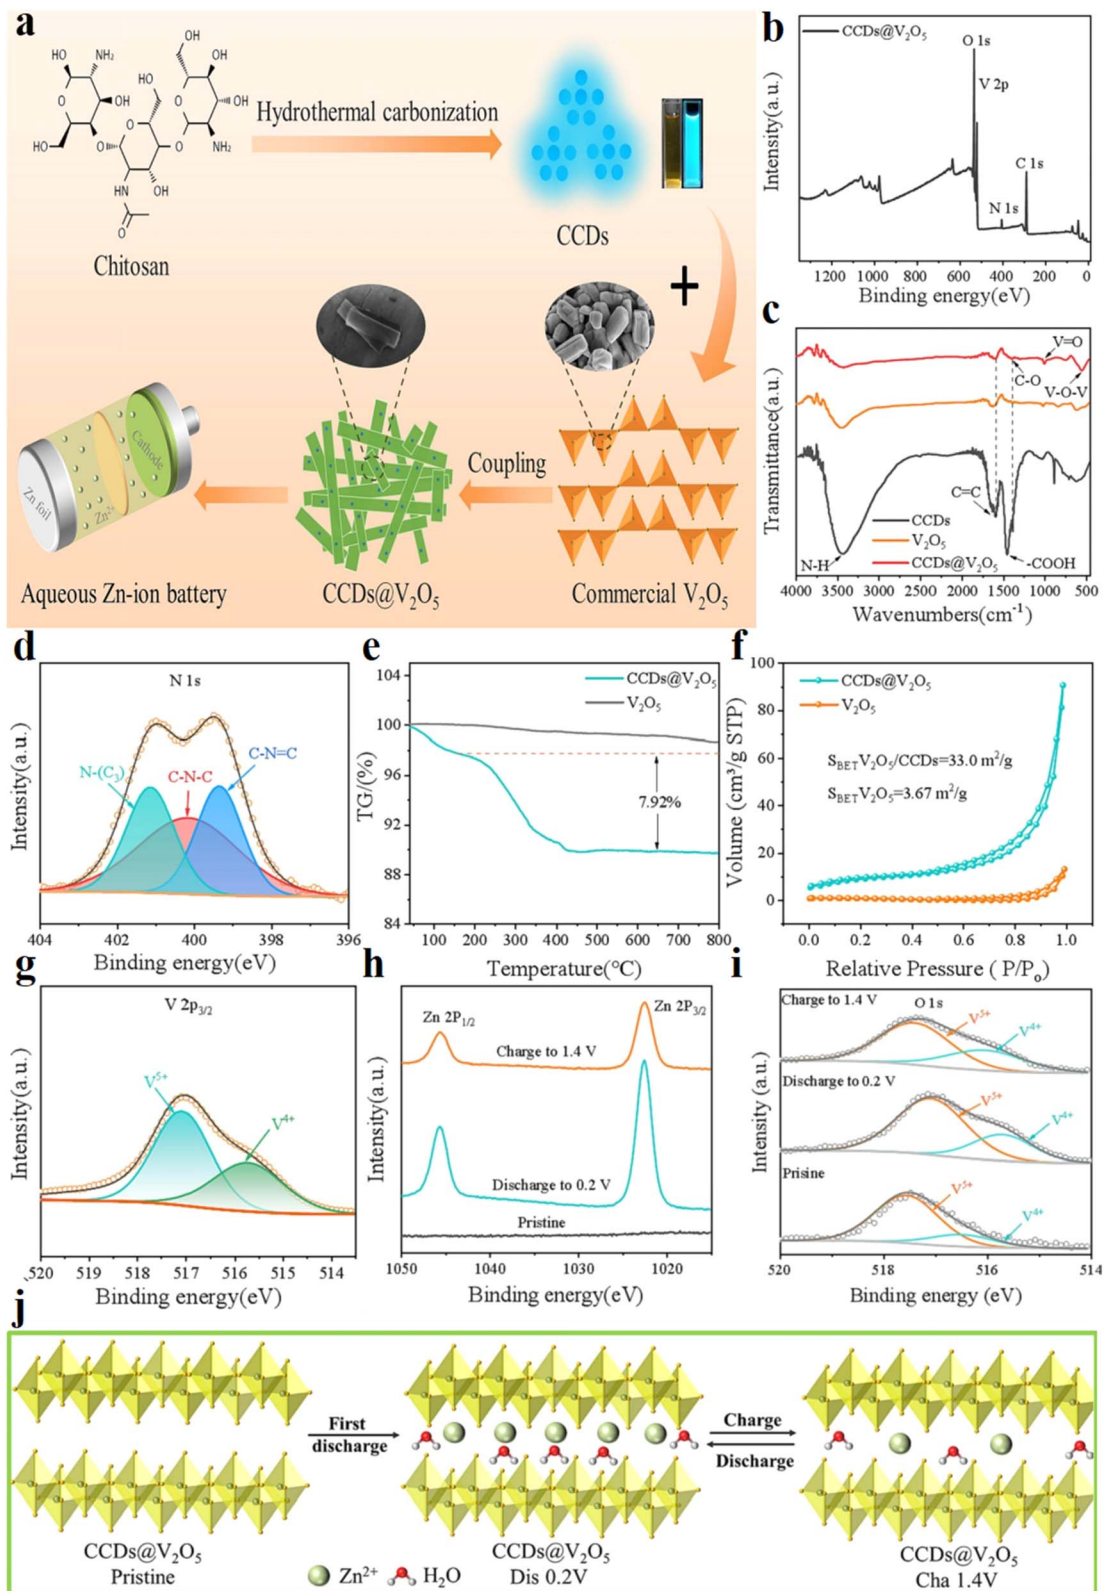 a
HO
NH₂
HO
OH
HO
O
HO
OH
OH
NH₂
HN
OH
O
Chitosan
Hydrothermal carbonization
CCDs
+
Coupling
Commercial V₂O₅
CCDs@V₂O₅
Zn foil
Zn²⁺
Cathode
Aqueous Zn-ion battery
b
CCDs@V₂O₅
O 1s
V 2p
C 1s
N 1s
Intensity(a.u.)
1200 1000 800 600 400 200 0
Binding energy(eV)
c
V=O
C-O
V-O-V
C=C
N-H
-COOH
CCDs
V₂O₅
CCDs@V₂O₅
Transmittance(a.u.)
4000 3500 3000 2500 2000 1500 1000 500
Wavenumbers(cm⁻¹)
d
N 1s
N-(C₃)
C-N-C
C-N=C
Intensity(a.u.)
404 402 400 398 396
Binding energy(eV)
e
CCDs@V₂O₅
V₂O₅
7.92%
TG/(%)
104
100
96
92
88
84
100 200 300 400 500 600 700 800
Temperature(°C)
f
CCDs@V₂O₅
V₂O₅
S_BET V₂O₅/CCDs=33.0 m²/g
S_BET V₂O₅=3.67 m²/g
Volume (cm³/g STP)
100
80
60
40
20
0
0.0 0.2 0.4 0.6 0.8 1.0
Relative Pressure ( P/Pₒ)
g
V 2p₃/₂
V⁵⁺
V⁴⁺
Intensity(a.u.)
520 519 518 517 516 515 514
Binding energy(eV)
h
Zn 2P₁/₂
Zn 2P₃/₂
Charge to 1.4 V
Discharge to 0.2 V
Pristine
Intensity(a.u.)
1050 1040 1030 1020
Binding energy(eV)
i
O 1s
Charge to 1.4 V
V⁵⁺
V⁴⁺
Discharge to 0.2 V
V⁵⁺
V⁴⁺
Prisine
V⁵⁺
V⁴⁺
Intensity (a.u.)
520 518 516 514
Binding energy (eV)
j
First
discharge
Charge
Discharge
CCDs@V₂O₅
Pristine
CCDs@V₂O₅
Dis 0.2V
CCDs@V₂O₅
Cha 1.4V
Zn²⁺
H₂O